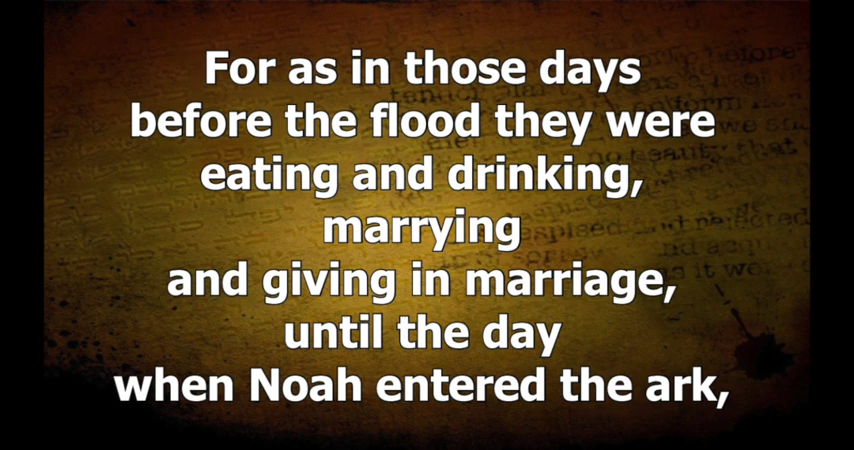 For as in those days
before the flood they were
eating and drinking,
marrying
and giving in marriage,
until the day
when Noah entered the ark,